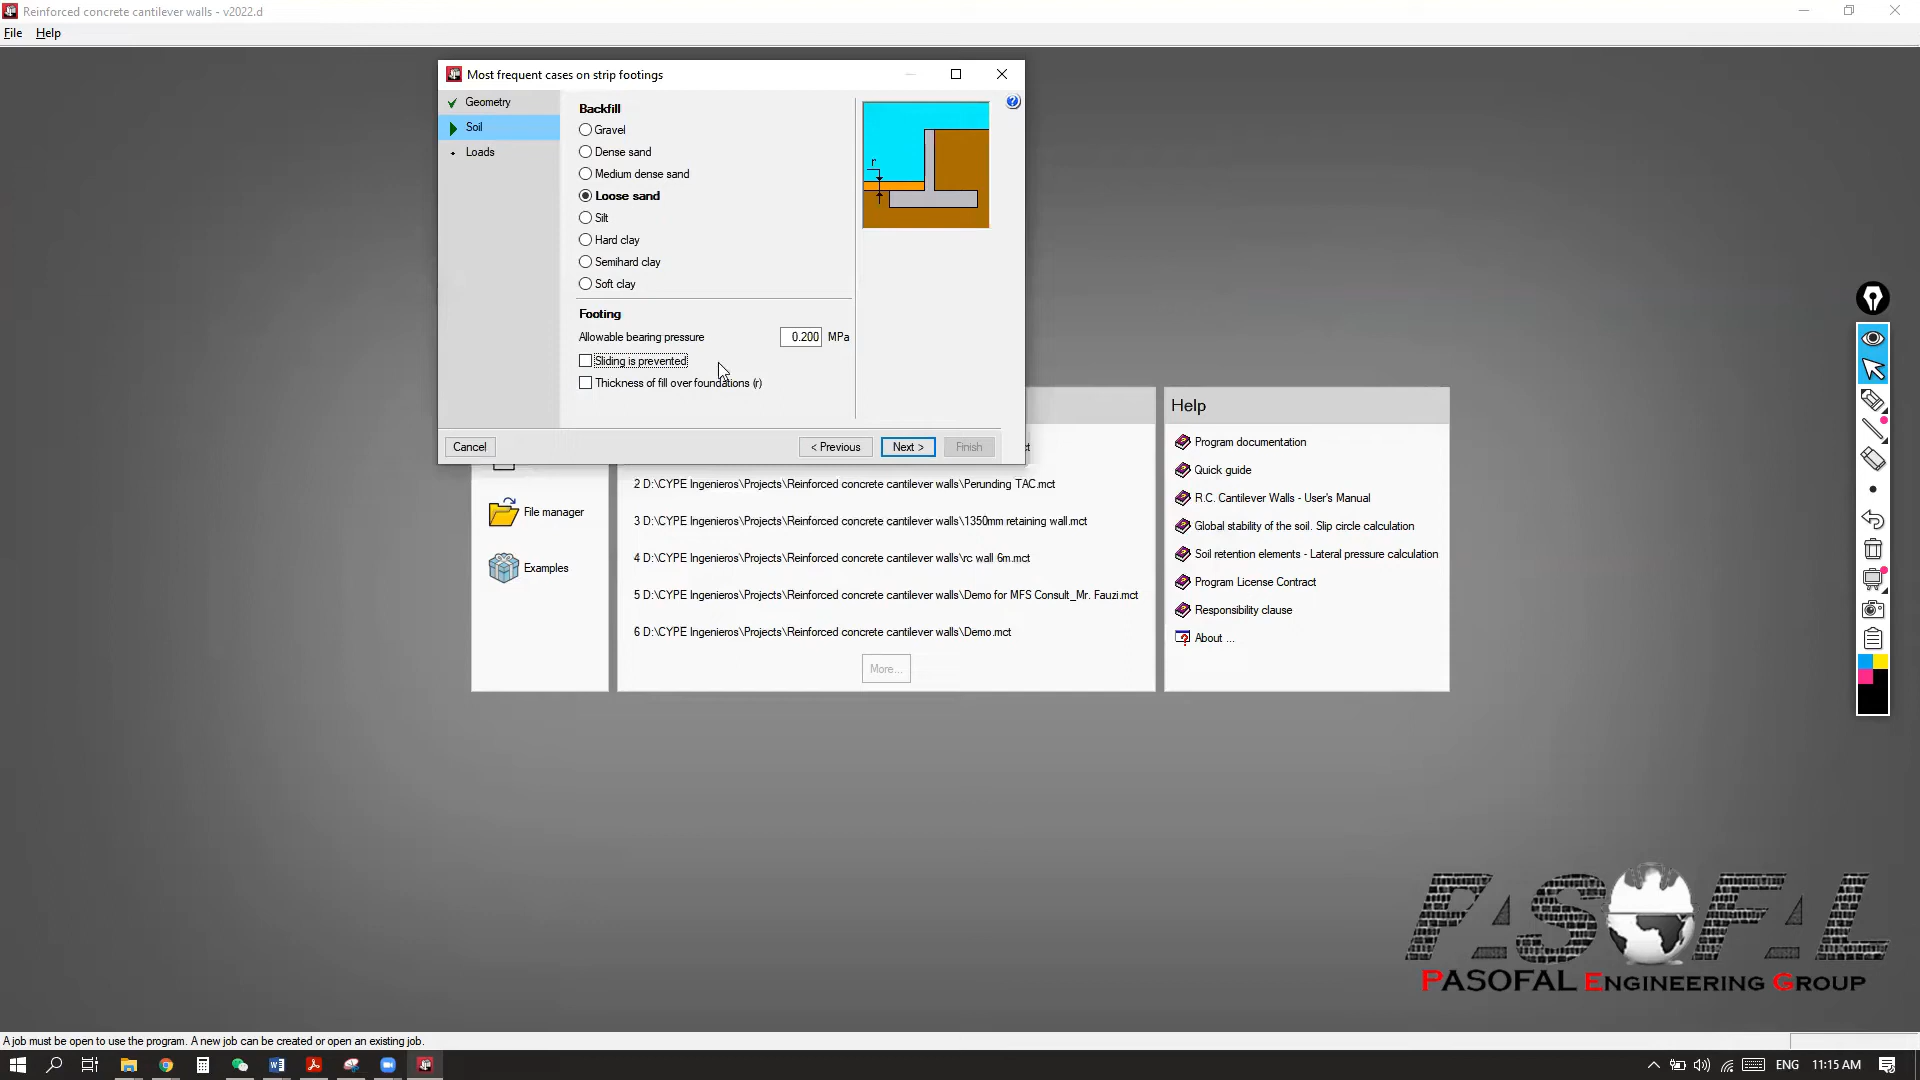 Reinforced concrete cantilever walls - v2022.d
File Help
Most frequent cases on strip footings
Geometry
Soil
Loads
Backfill
Gravel
Dense sand
Medium dense sand
Loose sand
Silt
Hard clay
Semihard clay
Soft clay
Footing
Allowable bearing pressure 0.200 MPa
Sliding is prevented
Thickness of fill over foundations (r)
r
Cancel < Previous Next > Finish
File manager
Examples
2 D:\CYPE Ingenieros\Projects\Reinforced concrete cantilever walls\Perunding TAC.mct
3 D:\CYPE Ingenieros\Projects\Reinforced concrete cantilever walls\1350mm retaining wall.mct
4 D:\CYPE Ingenieros\Projects\Reinforced concrete cantilever walls\rc wall 6m.mct
5 D:\CYPE Ingenieros\Projects\Reinforced concrete cantilever walls\Demo for MFS Consult_Mr. Fauzi.mct
6 D:\CYPE Ingenieros\Projects\Reinforced concrete cantilever walls\Demo.mct
More...
Help
Program documentation
Quick guide
R.C. Cantilever Walls - User's Manual
Global stability of the soil. Slip circle calculation
Soil retention elements - Lateral pressure calculation
Program License Contract
Responsibility clause
About ...
PASOFAL
PASOFAL ENGINEERING GROUP
A job must be open to use the program. A new job can be created or open an existing job.
ENG 11:15 AM